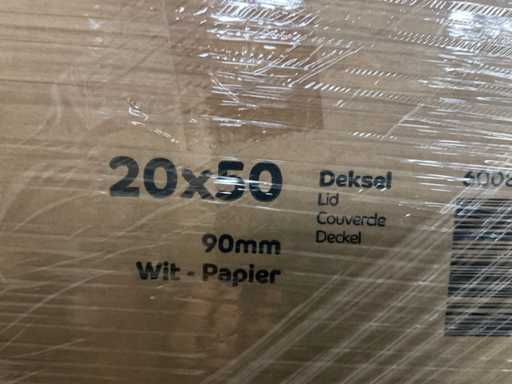 20x50
Deksel
Lid
Couvercle
Deckel
90mm
Wit - Papier